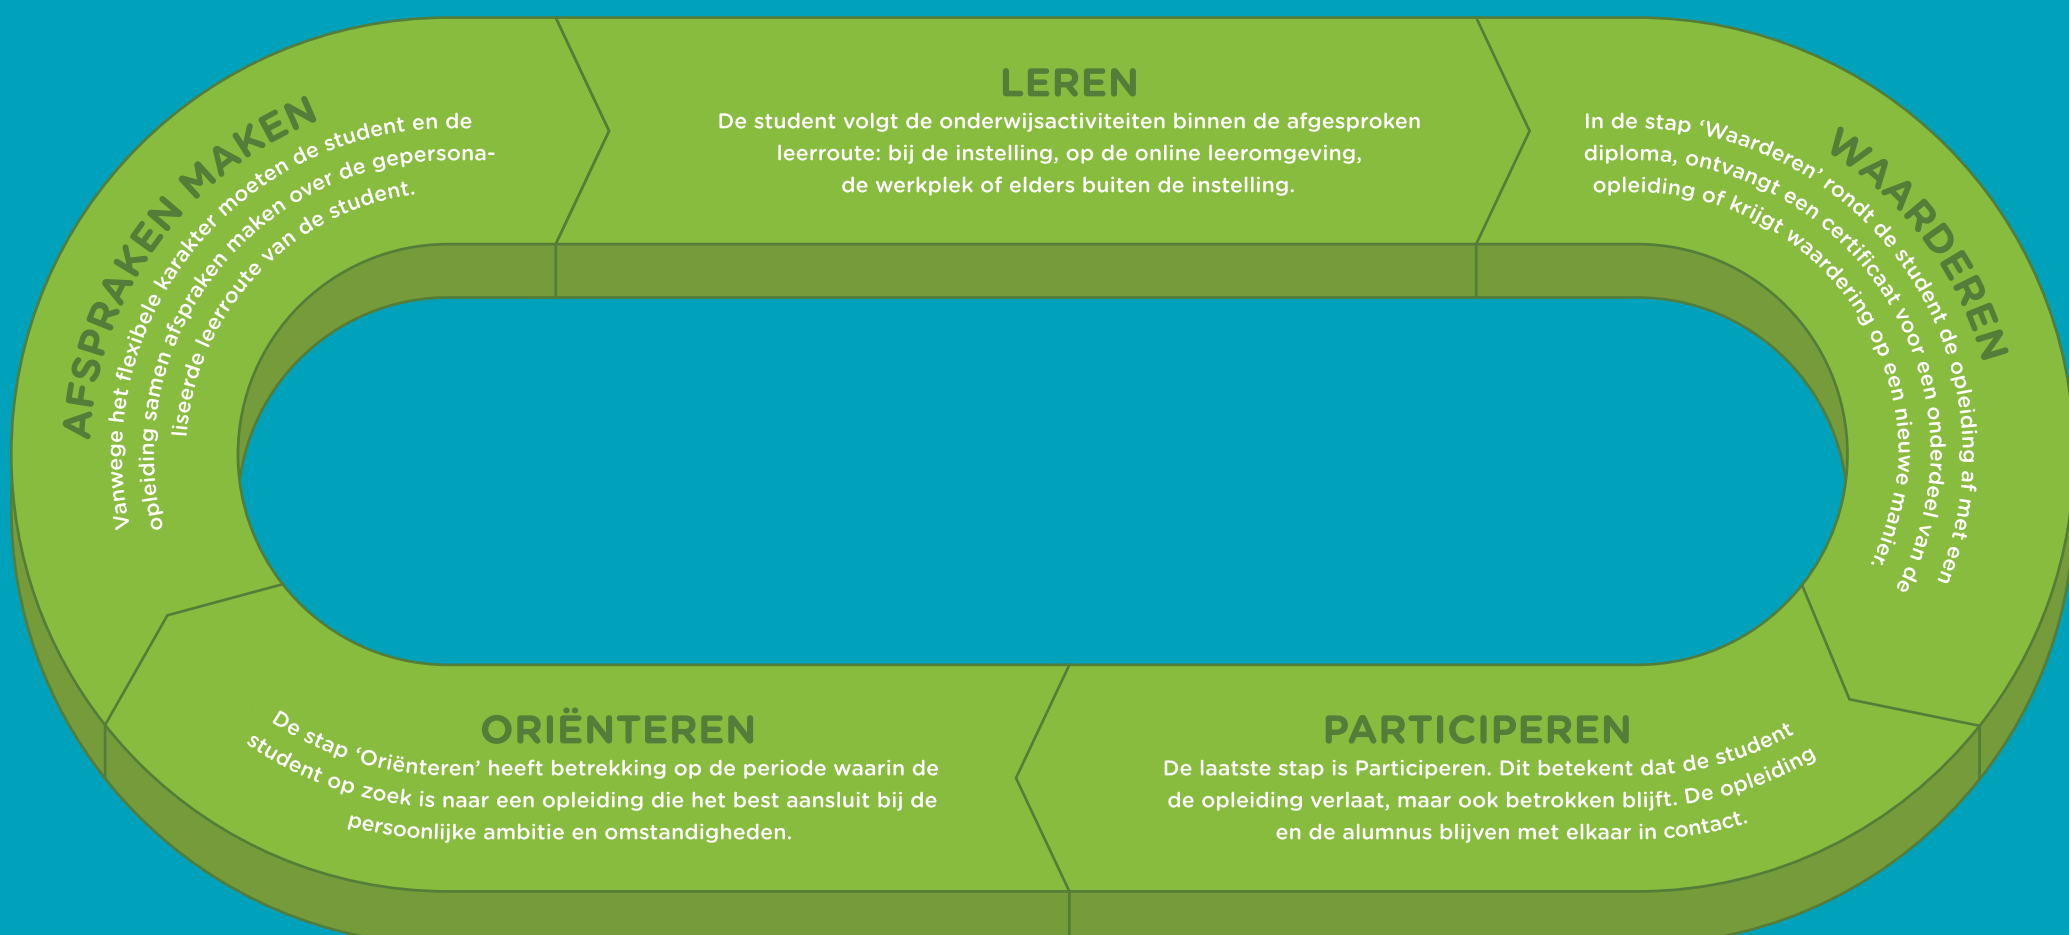 AFSPRAKEN MAKEN
Vanwege het flexibele karakter moeten de student en de
opleiding samen afspraken maken over de gepersona-
liseerde leerroute van de student.
LEREN
De student volgt de onderwijsactiviteiten binnen de afgesproken
leerroute: bij de instelling, op de online leeromgeving,
de werkplek of elders buiten de instelling.
WAARDEREN
In de stap ‘Waarderen’ rondt de student de opleiding af met een
diploma, ontvangt een certificaat voor een onderdeel van de
opleiding of krijgt waardering op een nieuwe manier.
ORIËNTEREN
De stap ‘Oriënteren’ heeft betrekking op de periode waarin de
student op zoek is naar een opleiding die het best aansluit bij de
persoonlijke ambitie en omstandigheden.
PARTICIPEREN
De laatste stap is Participeren. Dit betekent dat de student
de opleiding verlaat, maar ook betrokken blijft. De opleiding
en de alumnus blijven met elkaar in contact.